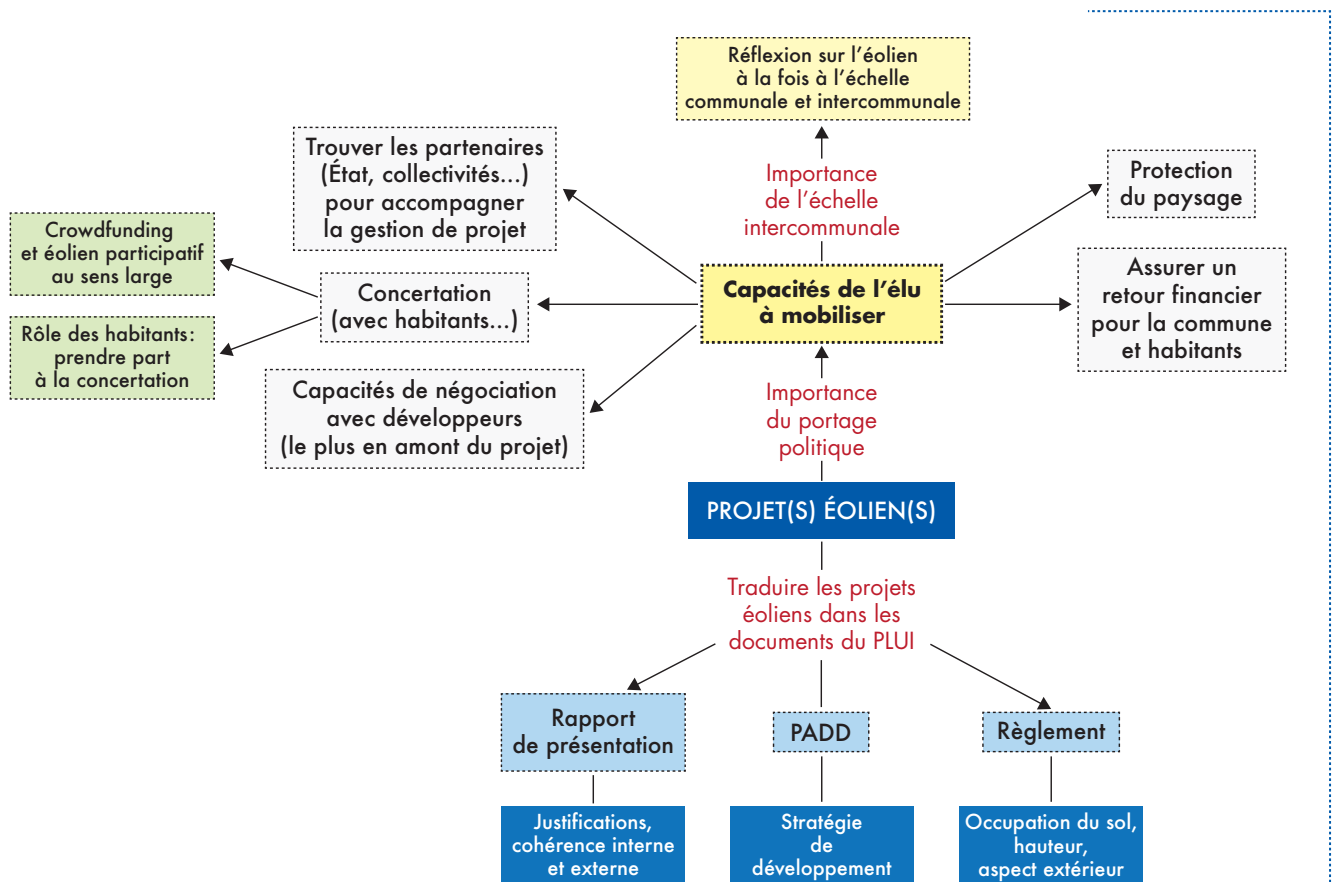 Réflexion sur l'éolien
à la fois à l'échelle
communale et intercommunale
Trouver les partenaires
(État, collectivités...)
pour accompagner
la gestion de projet
Importance
de l'échelle
intercommunale
Protection
du paysage
Crowdfunding
et éolien participatif
au sens large
Concertation
(avec habitants...)
Capacités de l'élu
à mobiliser
Assurer un
retour financier
pour la commune
et habitants
Rôle des habitants:
prendre part
à la concertation
Capacités de négociation
avec développeurs
(le plus en amont du projet)
Importance
du portage
politique
PROJET(S) ÉOLIEN(S)
Traduire les projets
éoliens dans les
documents du PLUI
Rapport
de présentation
PADD
Règlement
Justifications,
cohérence interne
et externe
Stratégie
de
développement
Occupation du sol,
hauteur,
aspect extérieur